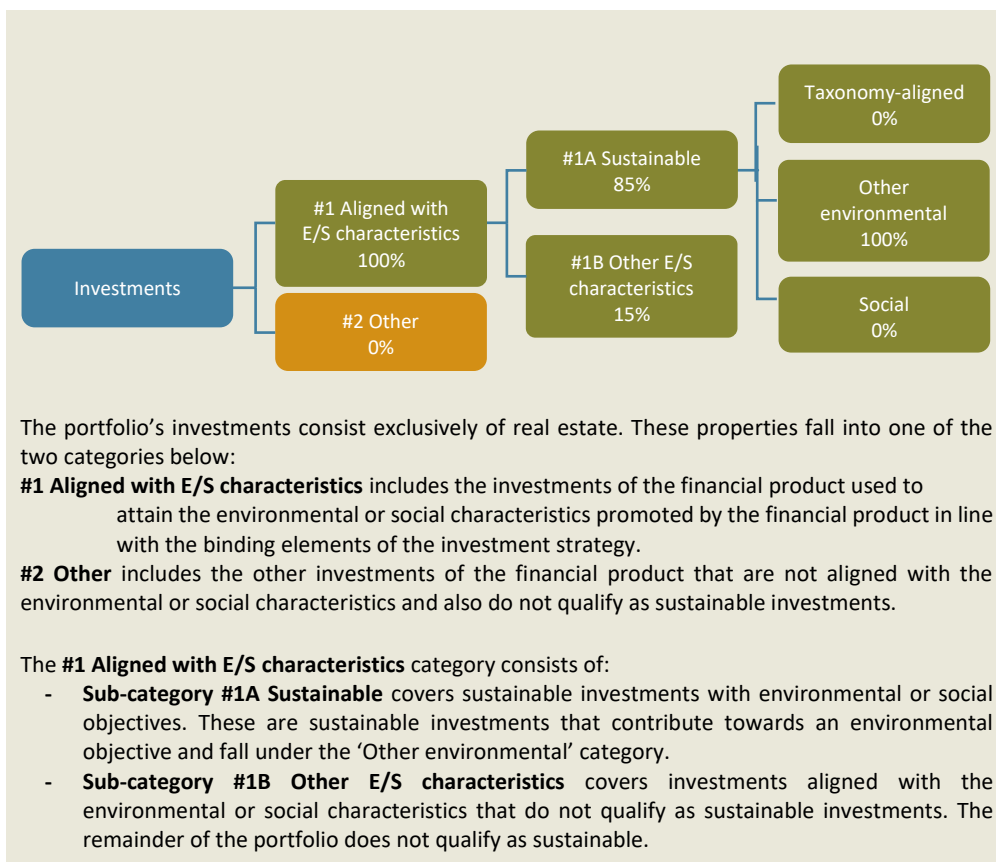 Taxonomy-aligned
0%
#1A Sustainable
85%
#1 Aligned with
E/S characteristics
100%
Other
environmental
100%
#1B Other E/S
characteristics
15%
Investments
#2 Other
0%
Social
0%
The portfolio’s investments consist exclusively of real estate. These properties fall into one of the
two categories below:
#1 Aligned with E/S characteristics includes the investments of the financial product used to
attain the environmental or social characteristics promoted by the financial product in line
with the binding elements of the investment strategy.
#2 Other includes the other investments of the financial product that are not aligned with the
environmental or social characteristics and also do not qualify as sustainable investments.
The #1 Aligned with E/S characteristics category consists of:
- Sub-category #1A Sustainable covers sustainable investments with environmental or social
objectives. These are sustainable investments that contribute towards an environmental
objective and fall under the ‘Other environmental’ category.
- Sub-category #1B Other E/S characteristics covers investments aligned with the
environmental or social characteristics that do not qualify as sustainable investments. The
remainder of the portfolio does not qualify as sustainable.